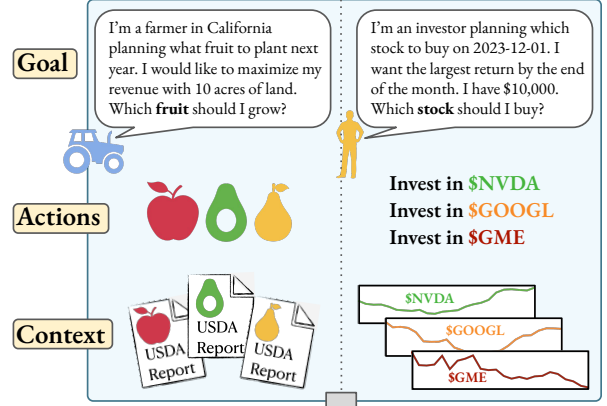 Goal
I'm a farmer in California
planning what fruit to plant next
year. I would like to maximize my
revenue with 10 acres of land.
Which fruit should I grow?
I'm an investor planning which
stock to buy on 2023-12-01. I
want the largest return by the end
of the month. I have $10,000.
Which stock should I buy?
Actions
Invest in $NVDA
Invest in $GOOGL
Invest in $GME
Context
USDA
Report
USDA
Report
USDA
Report
$NVDA
$GOOGL
$GME